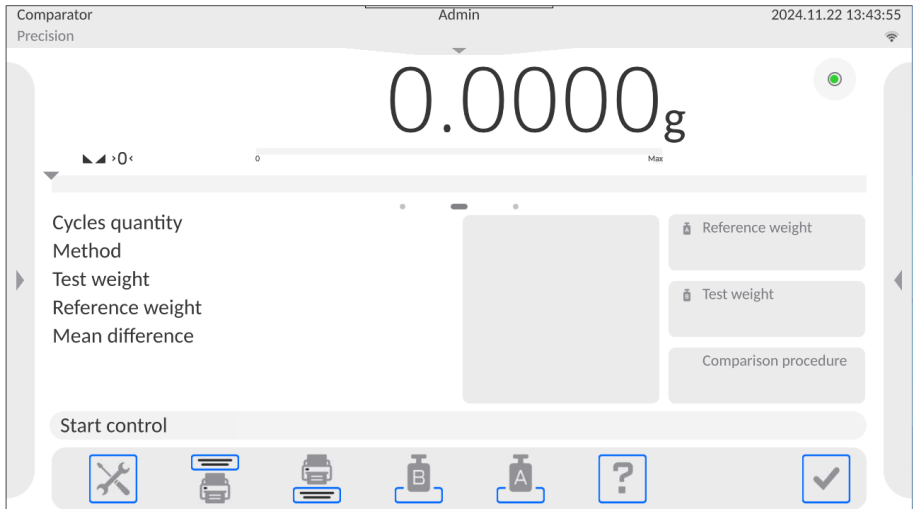 Comparator
Admin
2024.11.22 13:43:55
Precision
0.0000g
>0<
0
Max
Cycles quantity
Method
Test weight
Reference weight
Mean difference
A Reference weight
B Test weight
Comparison procedure
Start control
B
A
?